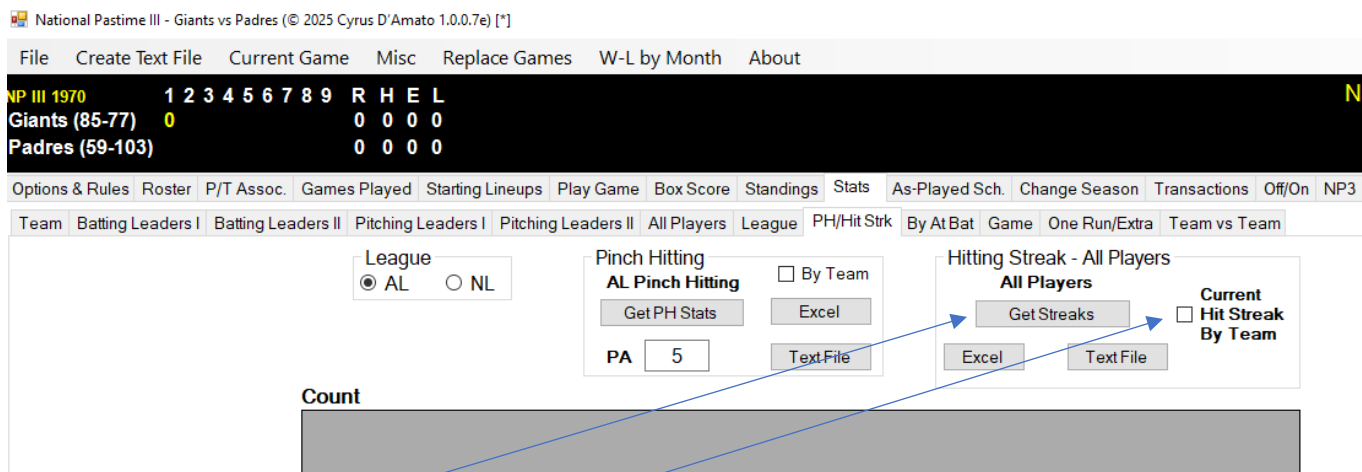 National Pastime III - Giants vs Padres (© 2025 Cyrus D'Amato 1.0.0.7e) [*]
File Create Text File Current Game Misc Replace Games W-L by Month About
NP III 1970 1 2 3 4 5 6 7 8 9 R H E L N
Giants (85-77) 0 0 0 0 0
Padres (59-103) 0 0 0 0
Options & Rules Roster P/T Assoc. Games Played Starting Lineups Play Game Box Score Standings Stats As-Played Sch. Change Season Transactions Off/On NP3
Team Batting Leaders I Batting Leaders II Pitching Leaders I Pitching Leaders II All Players League PH/Hit Strk By At Bat Game One Run/Extra Team vs Team
League
AL NL
Pinch Hitting
AL Pinch Hitting By Team
Get PH Stats Excel
PA 5 Text File
Hitting Streak - All Players
All Players
Get Streaks
Current
Hit Streak
By Team
Excel Text File
Count